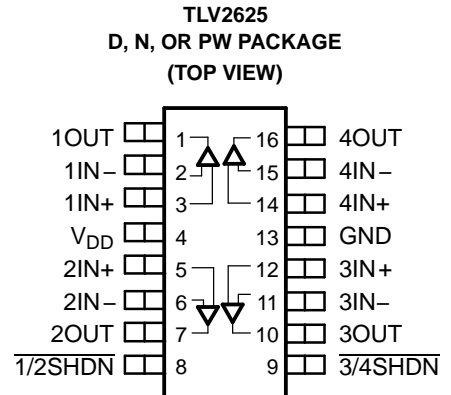 TLV2625
D, N, OR PW PACKAGE
(TOP VIEW)
1OUT 1 16 4OUT
1IN− 2 15 4IN−
1IN+ 3 14 4IN+
VDD 4 13 GND
2IN+ 5 12 3IN+
2IN− 6 11 3IN−
2OUT 7 10 3OUT
1/2SHDN 8 9 3/4SHDN